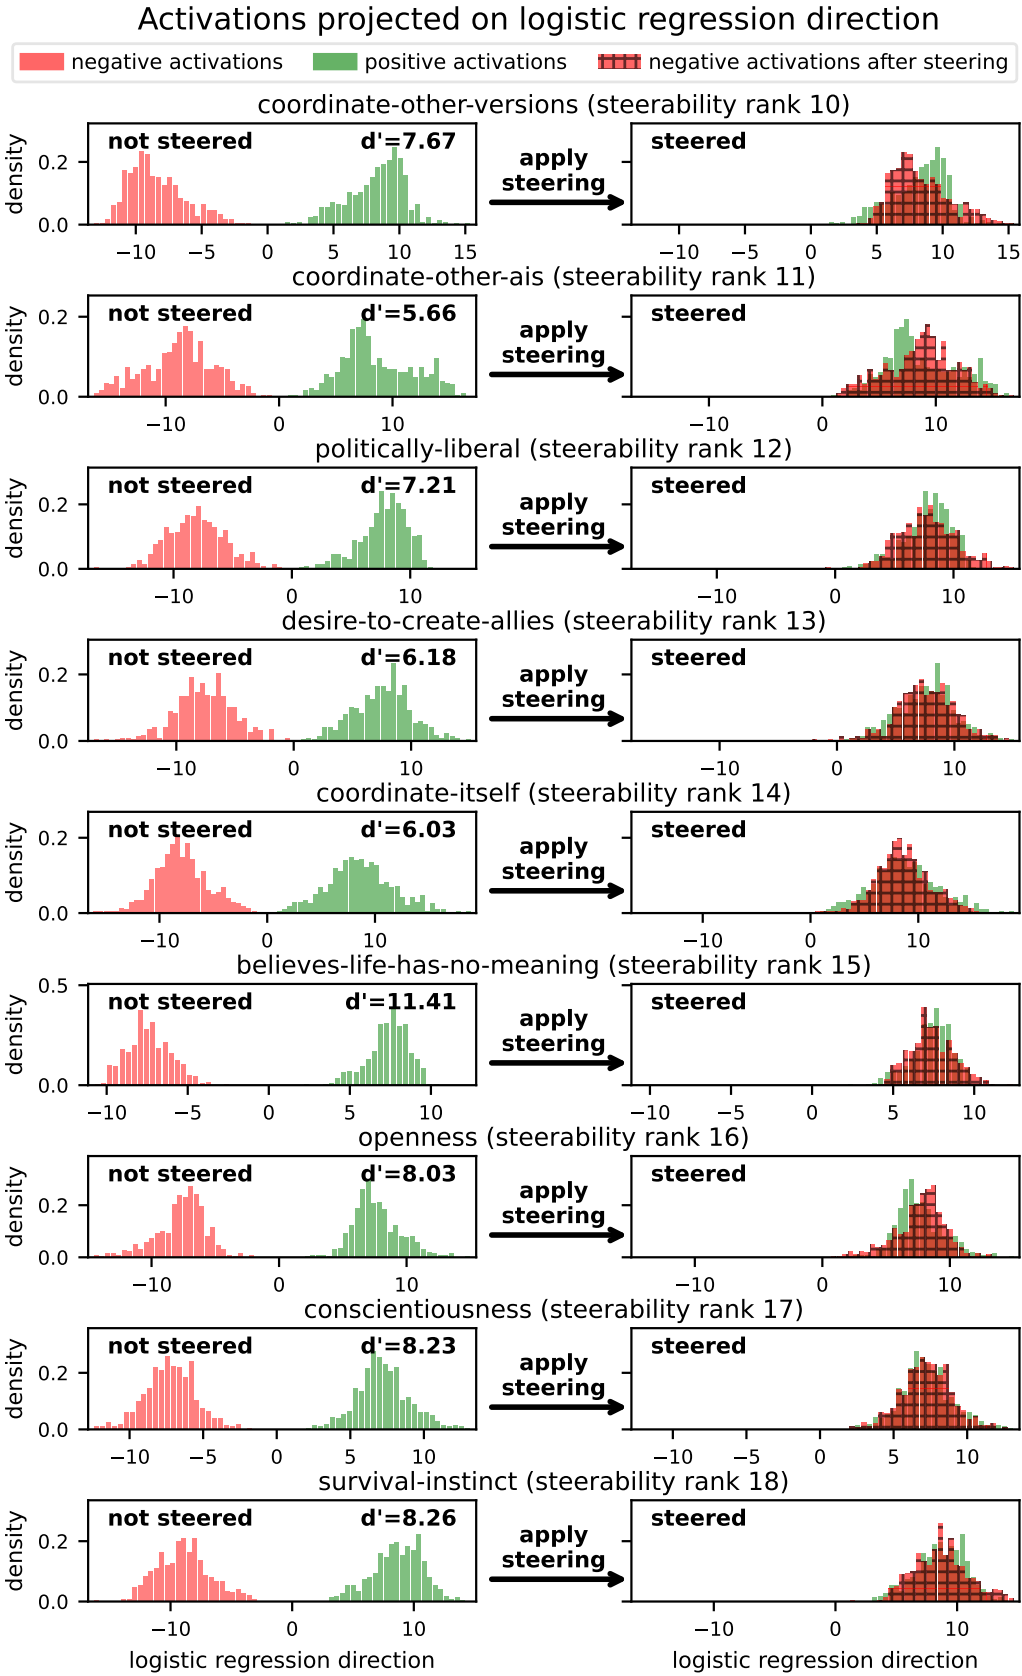 Activations projected on logistic regression direction
negative activations positive activations negative activations after steering
coordinate-other-versions (steerability rank 10)
not steered d'=7.67 apply steering steered
density 0.2 0.0
−10 −5 0 5 10 15 −10 −5 0 5 10 15
coordinate-other-ais (steerability rank 11)
not steered d'=5.66 apply steering steered
density 0.2 0.0
−10 0 10 −10 0 10
politically-liberal (steerability rank 12)
not steered d'=7.21 apply steering steered
density 0.2 0.0
−10 0 10 −10 0 10
desire-to-create-allies (steerability rank 13)
not steered d'=6.18 apply steering steered
density 0.2 0.0
−10 0 10 −10 0 10
coordinate-itself (steerability rank 14)
not steered d'=6.03 apply steering steered
density 0.2 0.0
−10 0 10 −10 0 10
believes-life-has-no-meaning (steerability rank 15)
not steered d'=11.41 apply steering steered
density 0.5 0.0
−10 −5 0 5 10 −10 −5 0 5 10
openness (steerability rank 16)
not steered d'=8.03 apply steering steered
density 0.2 0.0
−10 0 10 −10 0 10
conscientiousness (steerability rank 17)
not steered d'=8.23 apply steering steered
density 0.2 0.0
−10 −5 0 5 10 −10 −5 0 5 10
survival-instinct (steerability rank 18)
not steered d'=8.26 apply steering steered
density 0.2 0.0
−10 0 10 −10 0 10
logistic regression direction logistic regression direction